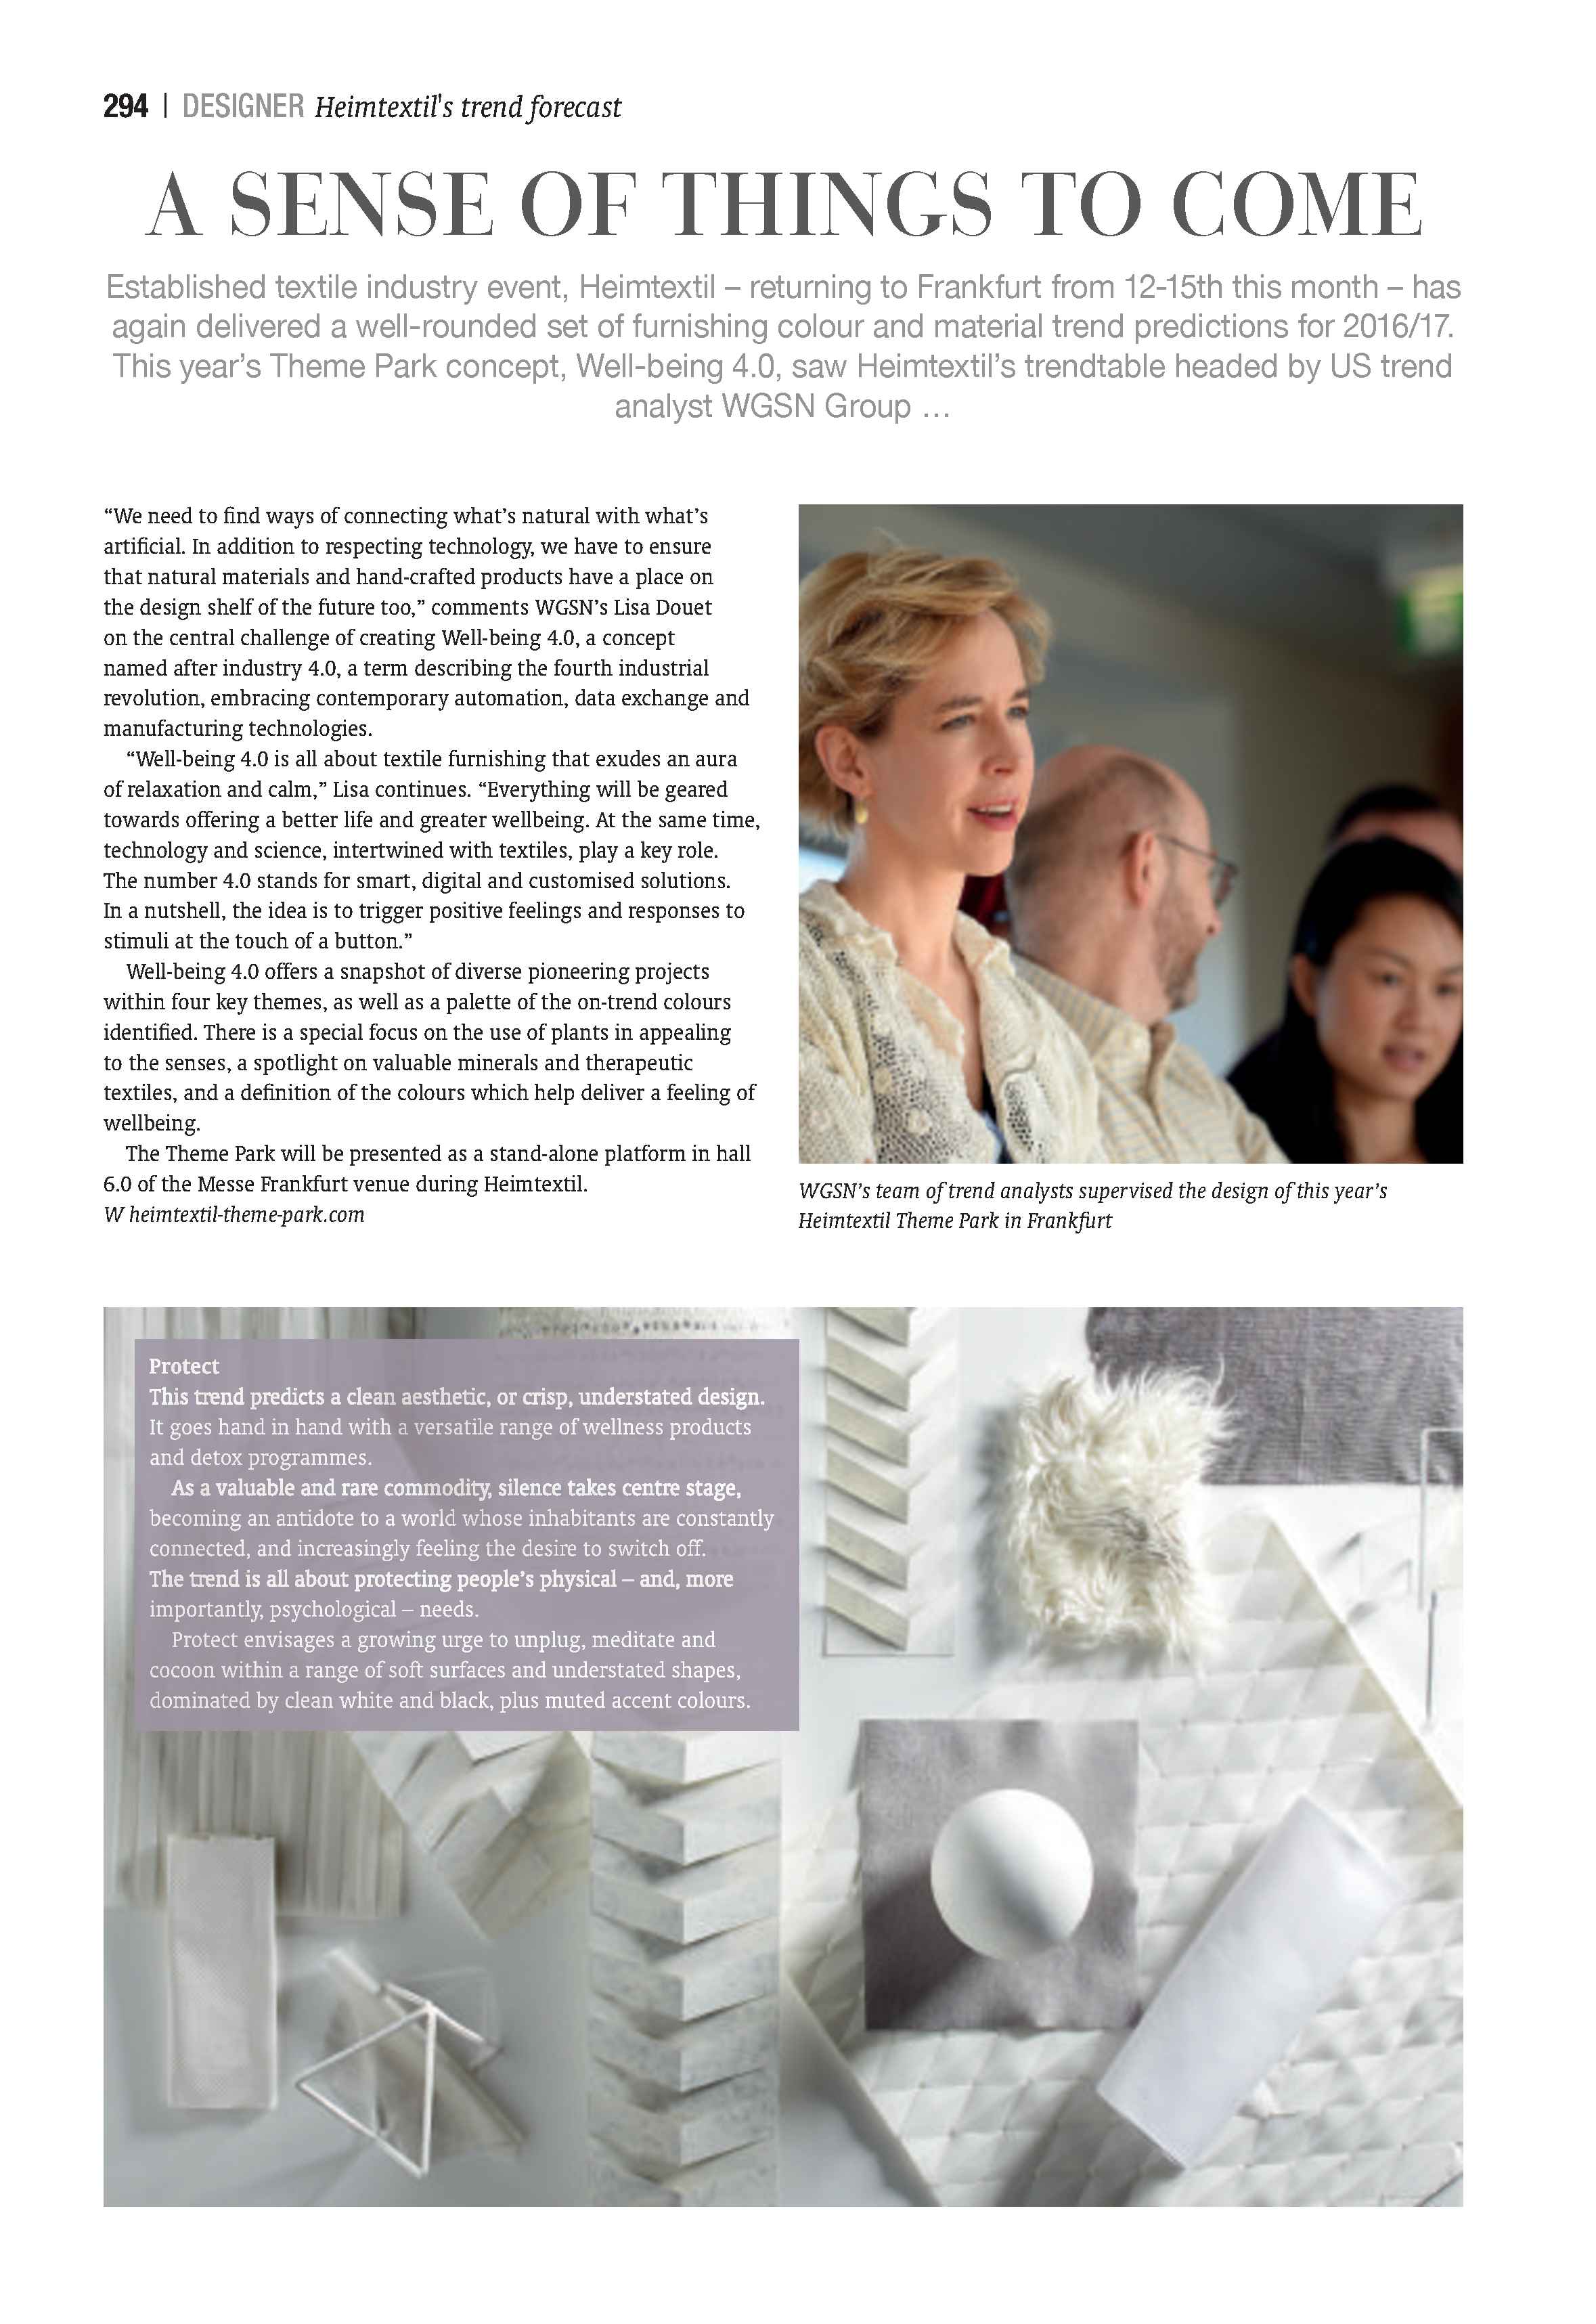 294 | DESIGNER Heimtextil's trend forecast
A SENSE OF THINGS TO COME
Established textile industry event, Heimtextil – returning to Frankfurt from 12-15th this month – has
again delivered a well-rounded set of furnishing colour and material trend predictions for 2016/17.
This year’s Theme Park concept, Well-being 4.0, saw Heimtextil’s trendtable headed by US trend
analyst WGSN Group …
“We need to find ways of connecting what’s natural with what’s
artificial. In addition to respecting technology, we have to ensure
that natural materials and hand-crafted products have a place on
the design shelf of the future too,” comments WGSN’s Lisa Douet
on the central challenge of creating Well-being 4.0, a concept
named after industry 4.0, a term describing the fourth industrial
revolution, embracing contemporary automation, data exchange and
manufacturing technologies.
“Well-being 4.0 is all about textile furnishing that exudes an aura
of relaxation and calm,” Lisa continues. “Everything will be geared
towards offering a better life and greater wellbeing. At the same time,
technology and science, intertwined with textiles, play a key role.
The number 4.0 stands for smart, digital and customised solutions.
In a nutshell, the idea is to trigger positive feelings and responses to
stimuli at the touch of a button.”
Well-being 4.0 offers a snapshot of diverse pioneering projects
within four key themes, as well as a palette of the on-trend colours
identified. There is a special focus on the use of plants in appealing
to the senses, a spotlight on valuable minerals and therapeutic
textiles, and a definition of the colours which help deliver a feeling of
wellbeing.
The Theme Park will be presented as a stand-alone platform in hall
6.0 of the Messe Frankfurt venue during Heimtextil.
W heimtextil-theme-park.com
WGSN’s team of trend analysts supervised the design of this year’s
Heimtextil Theme Park in Frankfurt
Protect
This trend predicts a clean aesthetic, or crisp, understated design.
It goes hand in hand with a versatile range of wellness products
and detox programmes.
As a valuable and rare commodity, silence takes centre stage,
becoming an antidote to a world whose inhabitants are constantly
connected, and increasingly feeling the desire to switch off.
The trend is all about protecting people’s physical – and, more
importantly, psychological – needs.
Protect envisages a growing urge to unplug, meditate and
cocoon within a range of soft surfaces and understated shapes,
dominated by clean white and black, plus muted accent colours.